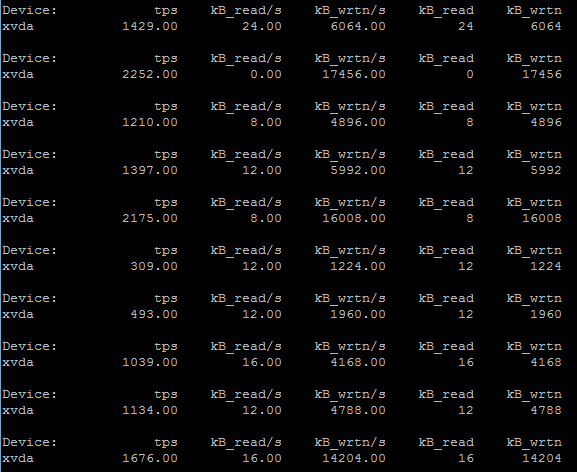 Device: tps kB_read/s kB_wrtn/s kB_read kB_wrtn
xvda 1429.00 24.00 6064.00 24 6064
Device: tps kB_read/s kB_wrtn/s kB_read kB_wrtn
xvda 2252.00 0.00 17456.00 0 17456
Device: tps kB_read/s kB_wrtn/s kB_read kB_wrtn
xvda 1210.00 8.00 4896.00 8 4896
Device: tps kB_read/s kB_wrtn/s kB_read kB_wrtn
xvda 1397.00 12.00 5992.00 12 5992
Device: tps kB_read/s kB_wrtn/s kB_read kB_wrtn
xvda 2175.00 8.00 16008.00 8 16008
Device: tps kB_read/s kB_wrtn/s kB_read kB_wrtn
xvda 309.00 12.00 1224.00 12 1224
Device: tps kB_read/s kB_wrtn/s kB_read kB_wrtn
xvda 493.00 12.00 1960.00 12 1960
Device: tps kB_read/s kB_wrtn/s kB_read kB_wrtn
xvda 1039.00 16.00 4168.00 16 4168
Device: tps kB_read/s kB_wrtn/s kB_read kB_wrtn
xvda 1134.00 12.00 4788.00 12 4788
Device: tps kB_read/s kB_wrtn/s kB_read kB_wrtn
xvda 1676.00 16.00 14204.00 16 14204